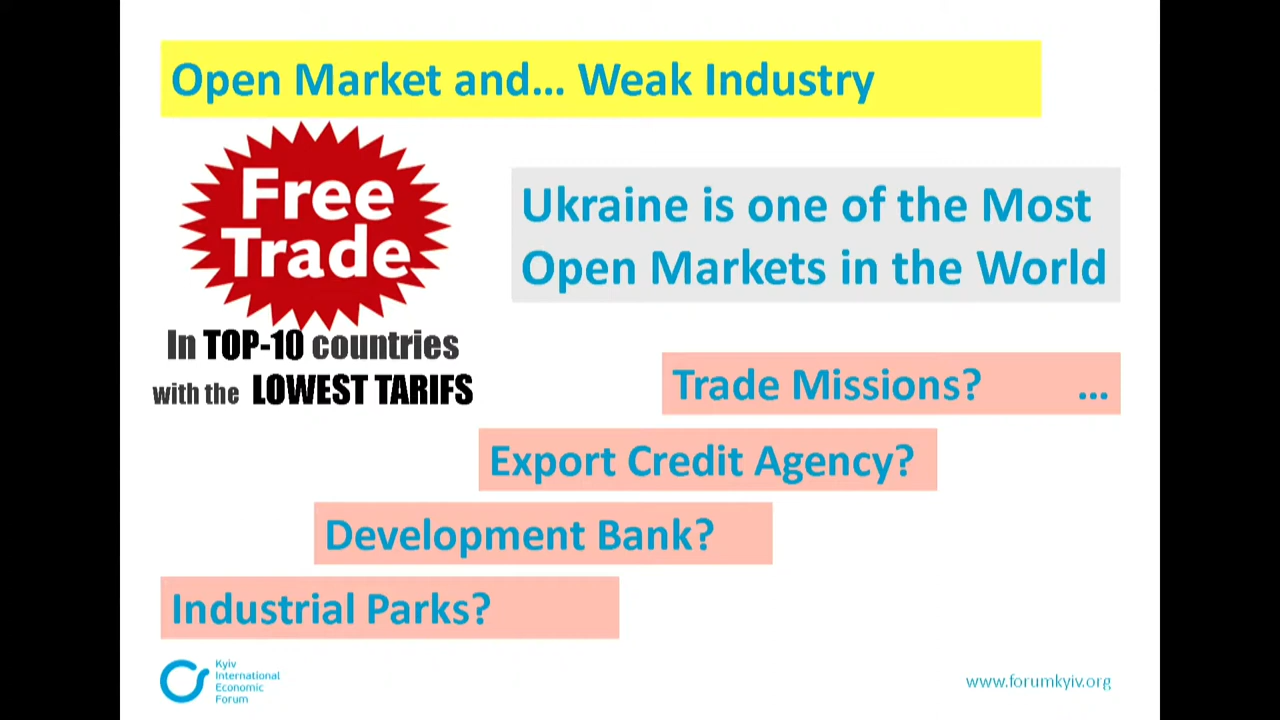 Open Market and... Weak Industry
Free
Trade
In TOP-10 countries
with the LOWEST TARIFS
Ukraine is one of the Most
Open Markets in the World
Trade Missions? ...
Export Credit Agency?
Development Bank?
Industrial Parks?
Kyiv
International
Economic
Forum
www.forumkyiv.org